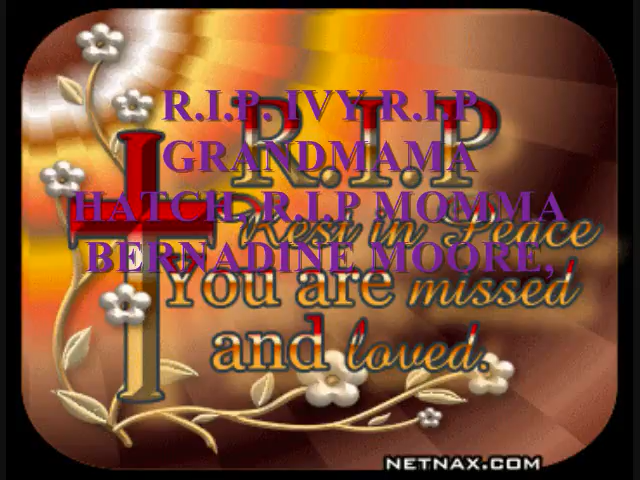 R.I.P. IVY R.I.P
GRANDMAMA
HATCH, R.I.P MOMMA
BERNADINE MOORE,
R.I.P
Rest in Peace
You are missed
and loved.
NETNAX.COM